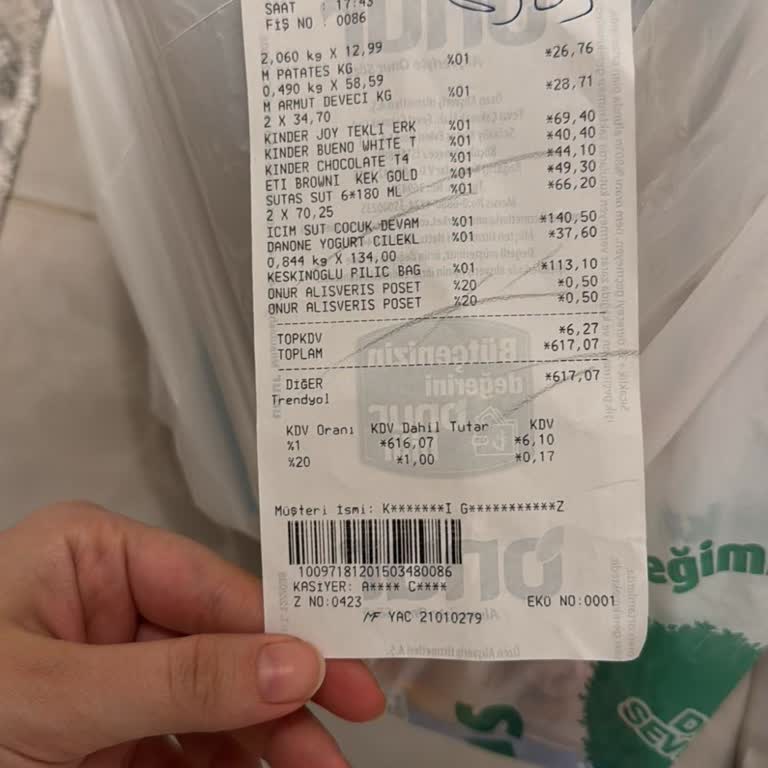 SAAT : 17:43
FİŞ NO : 0086
2,060 kg X 12,99
M PATATES KG %01 *26,76
0,490 kg X 58,59
M ARMUT DEVECİ KG %01 *28,71
2 X 34,70
KINDER JOY TEKLI ERK %01 *69,40
KINDER BUENO WHITE T %01 *40,40
KINDER CHOCOLATE T4 %01 *44,10
ETI BROWNI KEK GOLD %01 *49,30
SUTAS SUT 6*180 ML %01 *66,20
2 X 70,25
ICIM SUT COCUK DEVAM %01 *140,50
DANONE YOGURT CILEKL %01 *37,60
0,844 kg X 134,00
KESKINOGLU PILIC BAG %01 *113,10
ONUR ALISVERIS POSET %20 *0,50
ONUR ALISVERIS POSET %20 *0,50
TOPKDV *6,27
TOPLAM *617,07
DİĞER *617,07
Trendyol
KDV Oranı KDV Dahil Tutar KDV
%1 *616,07 *6,10
%20 *1,00 *0,17
Müşteri İsmi: K*******I G***********Z
10097181201503480086
KASİYER: A**** C****
Z NO:0423 EKÜ NO:0001
MF YAC 21010279
Bütçenizin
değerini
onur
eğim